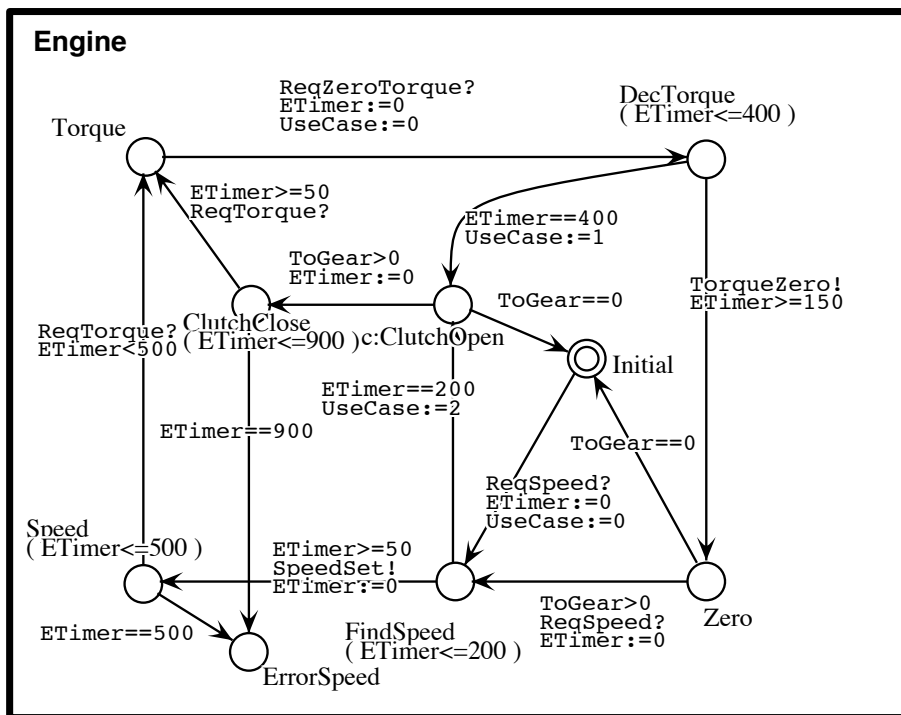 Engine
ReqZeroTorque?
ETimer:=0
UseCase:=0
DecTorque
( ETimer<=400 )
Torque
ETimer>=50
ReqTorque?
ETimer==400
UseCase:=1
ToGear>0
ETimer:=0
ToGear==0
TorqueZero!
ETimer>=150
ReqTorque?
ETimer<500
ClutchClose
( ETimer<=900 )
c:ClutchOpen
Initial
ETimer==200
UseCase:=2
ETimer==900
ToGear==0
ReqSpeed?
ETimer:=0
UseCase:=0
Speed
( ETimer<=500 )
ETimer>=50
SpeedSet!
ETimer:=0
ToGear>0
ReqSpeed?
ETimer:=0
Zero
ETimer==500
FindSpeed
( ETimer<=200 )
ErrorSpeed